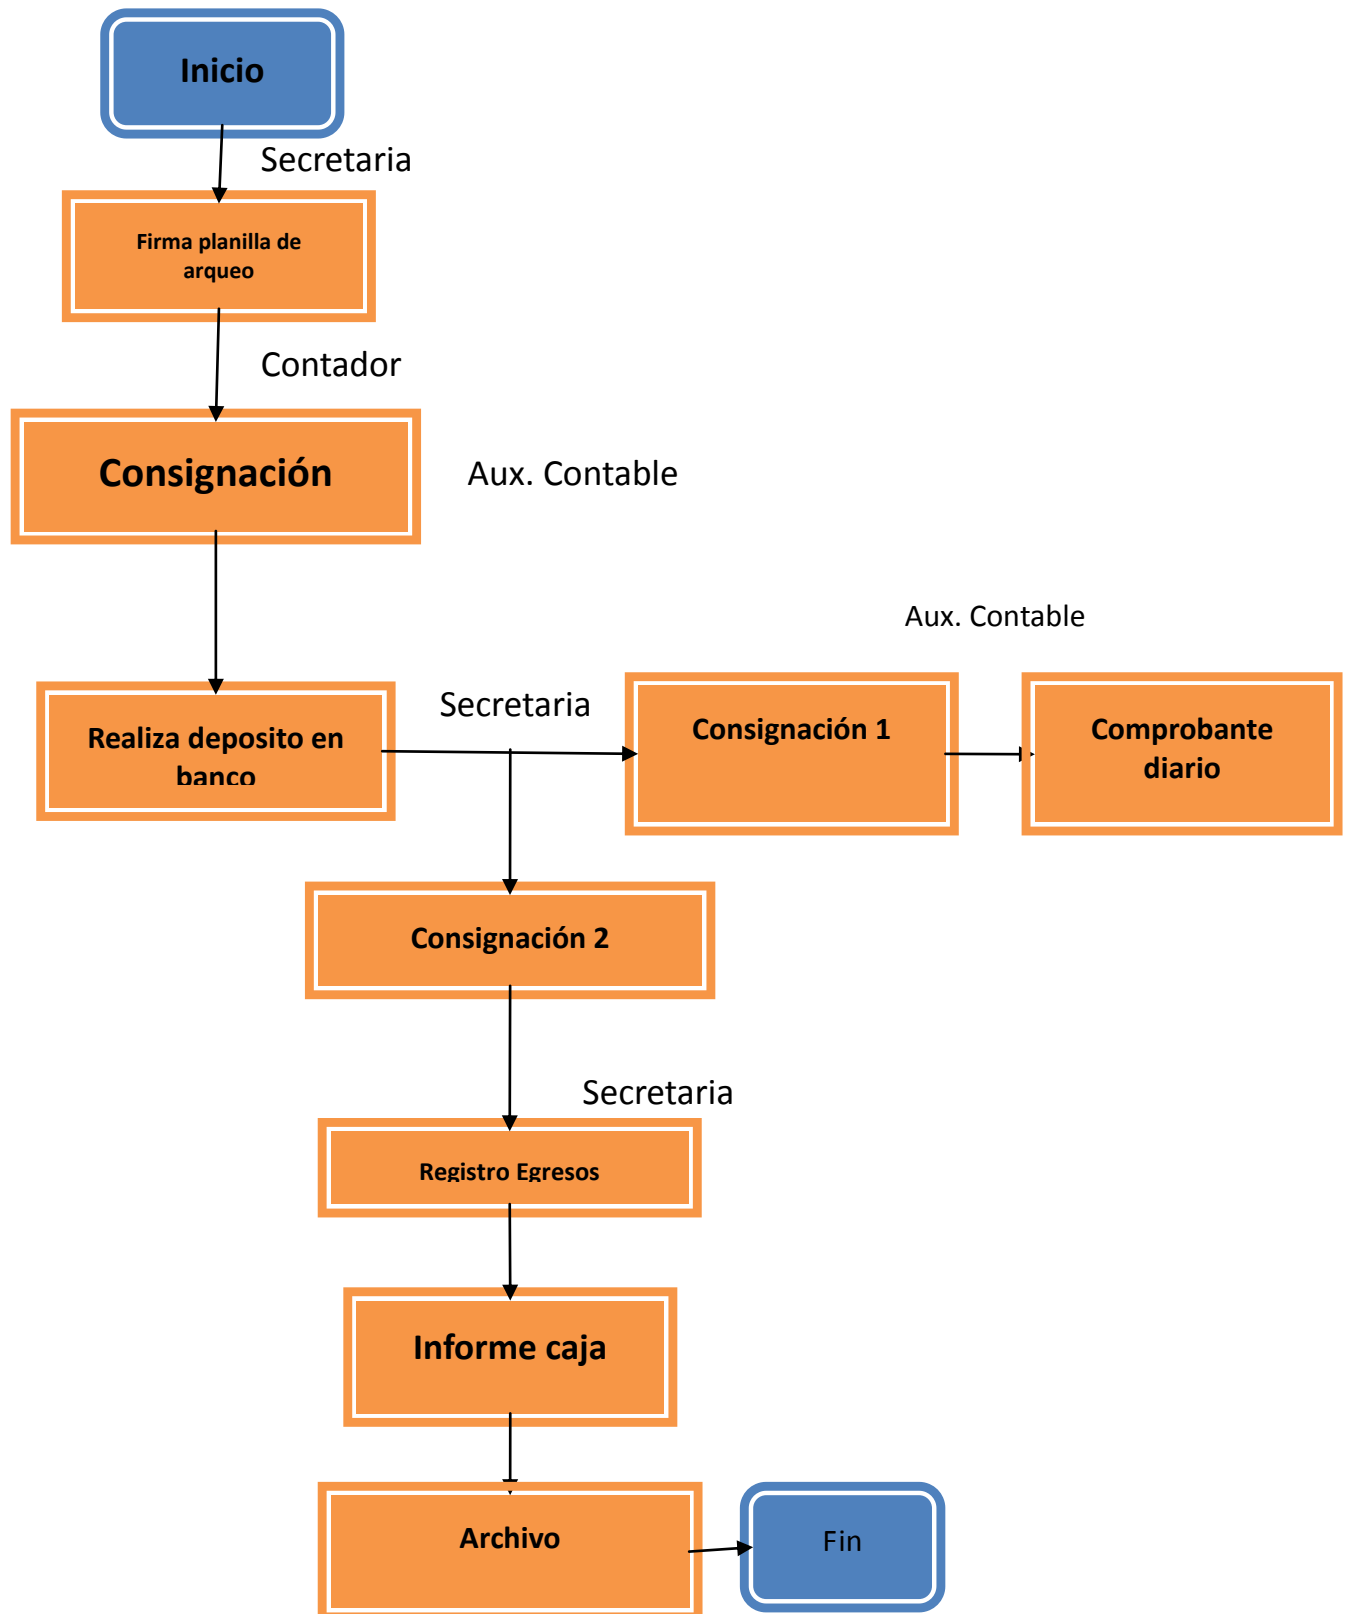 Inicio
Secretaria
Firma planilla de
arqueo
Contador
Consignación
Aux. Contable
Aux. Contable
Realiza deposito en
banco
Secretaria
Consignación 1
Comprobante
diario
Consignación 2
Secretaria
Registro Egresos
Informe caja
Archivo
Fin